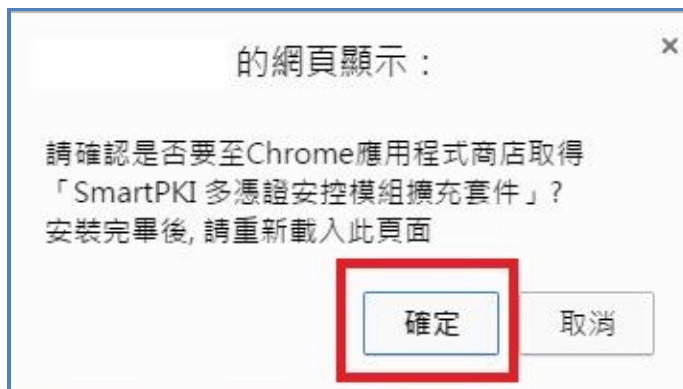 的網頁顯示：
×
請確認是否要至Chrome應用程式商店取得
「SmartPKI 多憑證安控模組擴充套件」?
安裝完畢後, 請重新載入此頁面
確定
取消